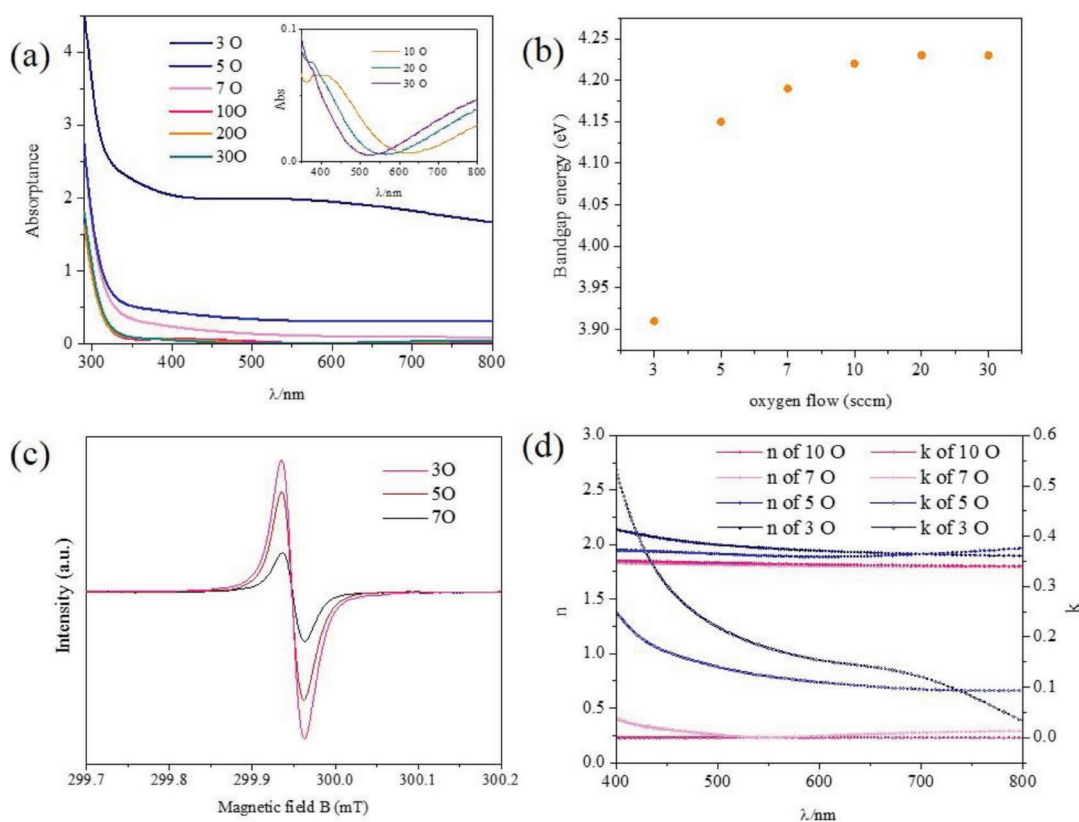 (a)
4
3
2
1
0
Absorptance
300 400 500 600 700 800
λ/nm
3 O
5 O
7 O
10O
20O
30O
0.1
0.0
Abs
400 500 600 700 800
λ/nm
10 O
20 O
30 O
(b)
4.25
4.20
4.15
4.10
4.05
4.00
3.95
3.90
Bandgap energy (eV)
3 5 7 10 20 30
oxygen flow (sccm)
(c)
Intensity (a.u.)
3O
5O
7O
299.7 299.8 299.9 300.0 300.1 300.2
Magnetic field B (mT)
(d)
3.0
2.5
2.0
1.5
1.0
0.5
0.0
n
n of 10 O
n of 7 O
n of 5 O
n of 3 O
k of 10 O
k of 7 O
k of 5 O
k of 3 O
0.6
0.5
0.4
0.3
0.2
0.1
0.0
k
400 500 600 700 800
λ/nm